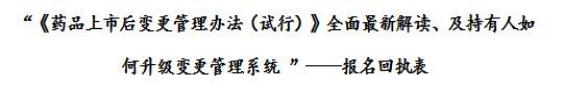 “《药品上市后变更管理办法（试行）》全面最新解读、及持有人如
何升级变更管理系统 ”——报名回执表